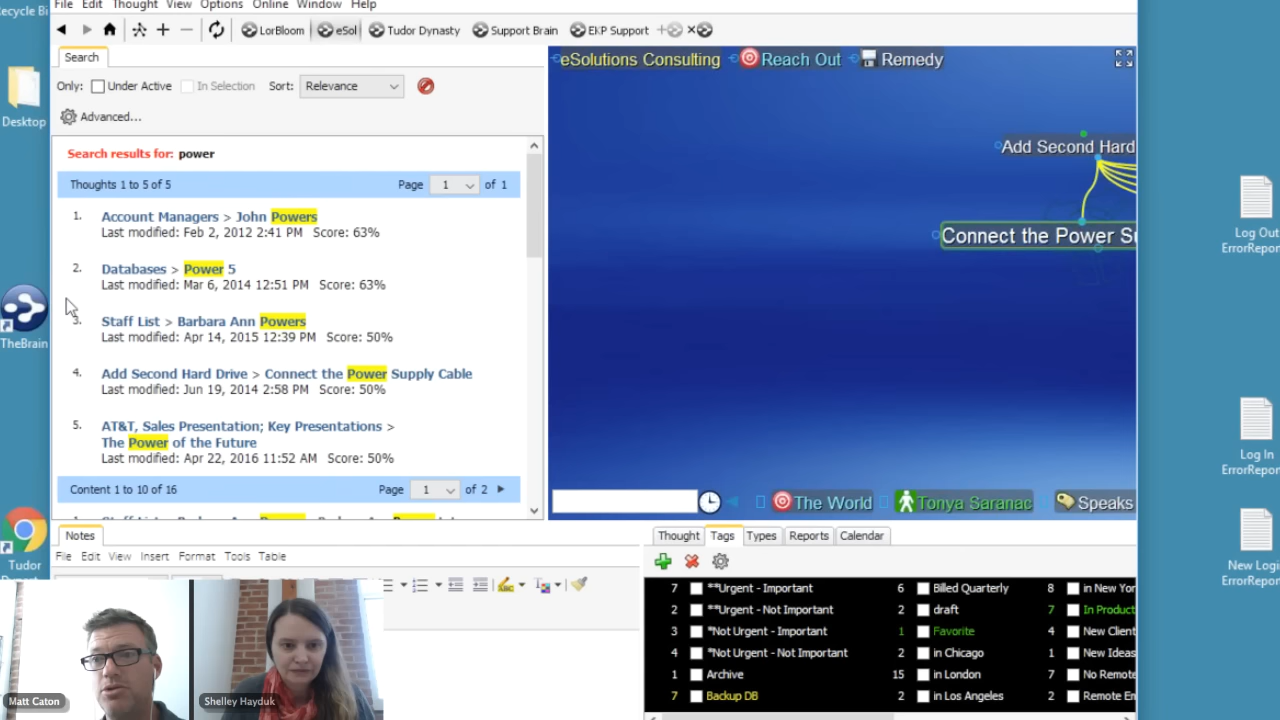 ecycle Bi
File Edit Thought View Options Online Window Help
LorBloom eSol Tudor Dynasty Support Brain EKP Support
Search
Only: Under Active In Selection Sort: Relevance
Advanced...
Search results for: power
Thoughts 1 to 5 of 5 Page 1 of 1
1. Account Managers > John Powers
Last modified: Feb 2, 2012 2:41 PM Score: 63%
2. Databases > Power 5
Last modified: Mar 6, 2014 12:51 PM Score: 63%
3. Staff List > Barbara Ann Powers
Last modified: Apr 14, 2015 12:39 PM Score: 50%
4. Add Second Hard Drive > Connect the Power Supply Cable
Last modified: Jun 19, 2014 2:58 PM Score: 50%
5. AT&T, Sales Presentation; Key Presentations >
The Power of the Future
Last modified: Apr 22, 2016 11:52 AM Score: 50%
Content 1 to 10 of 16 Page 1 of 2
eSolutions Consulting Reach Out Remedy
Add Second Hard
Connect the Power Su
The World Tonya Saranac Speaks
Notes
File Edit View Insert Format Tools Table
Thought Tags Types Reports Calendar
7 **Urgent - Important 6 Billed Quarterly 8 in New Yor
2 **Urgent - Not Important 2 draft 7 In Product
3 *Not Urgent - Important 1 Favorite 4 New Client
4 *Not Urgent - Not Important 2 in Chicago 1 New Ideas
1 Archive 15 in London 7 No Remote
7 Backup DB 2 in Los Angeles 2 Remote Em
Desktop
TheBrain
Tudor
Dynast
Log Out
ErrorRepor
Log In
ErrorRepor
New Logi
ErrorRepor
Matt Caton
Shelley Hayduk